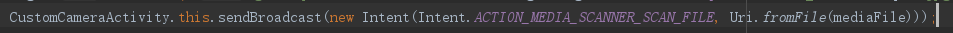 CustomCameraActivity.this.sendBroadcast(new Intent(Intent.ACTION_MEDIA_SCANNER_SCAN_FILE, Uri.fromFile(mediaFile)));